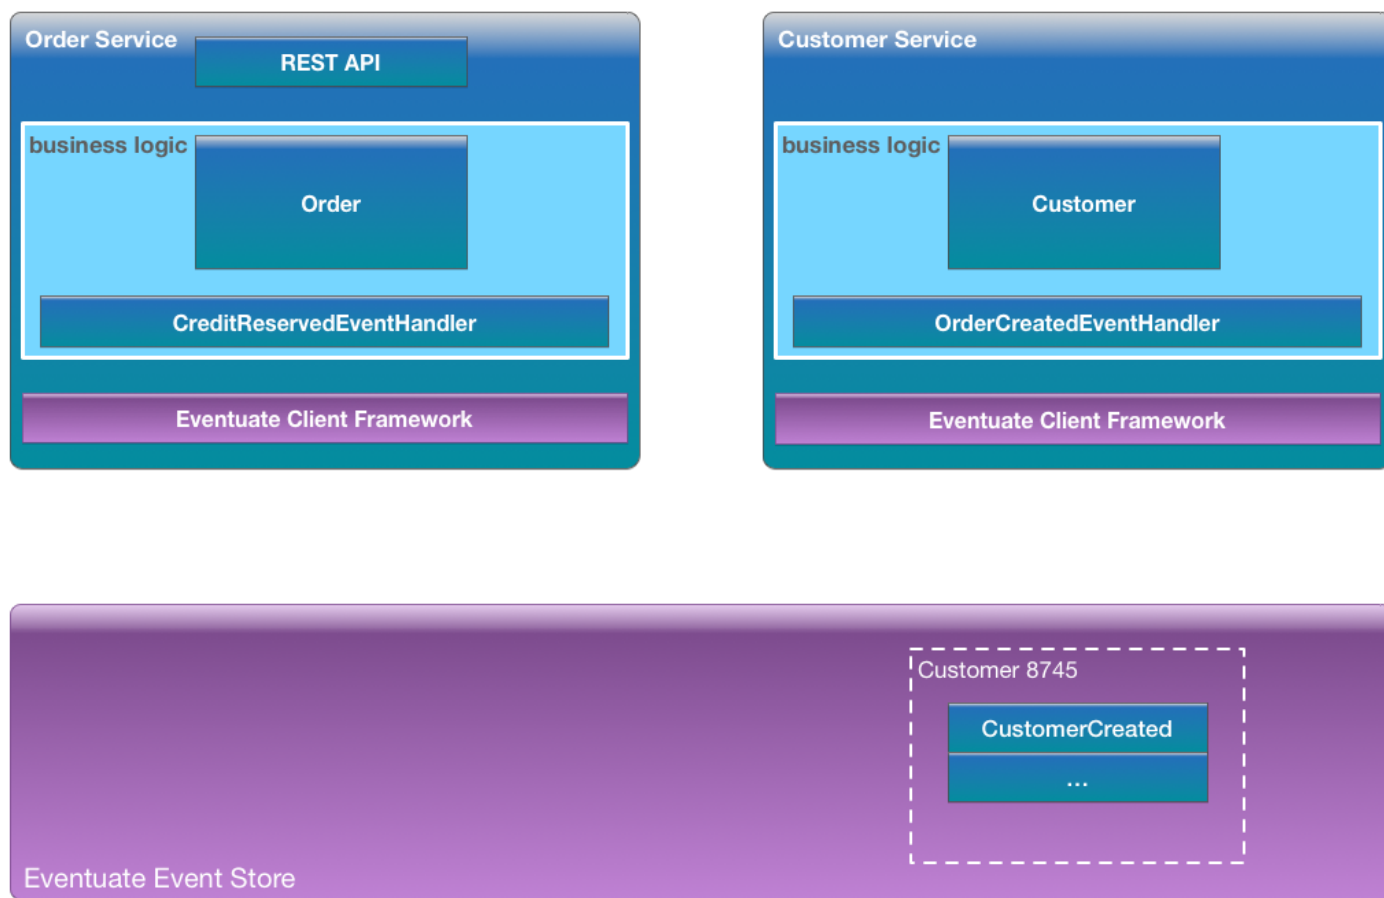 Order Service
REST API
business logic
Order
CreditReservedEventHandler
Eventuate Client Framework
Customer Service
business logic
Customer
OrderCreatedEventHandler
Eventuate Client Framework
Customer 8745
CustomerCreated
...
Eventuate Event Store